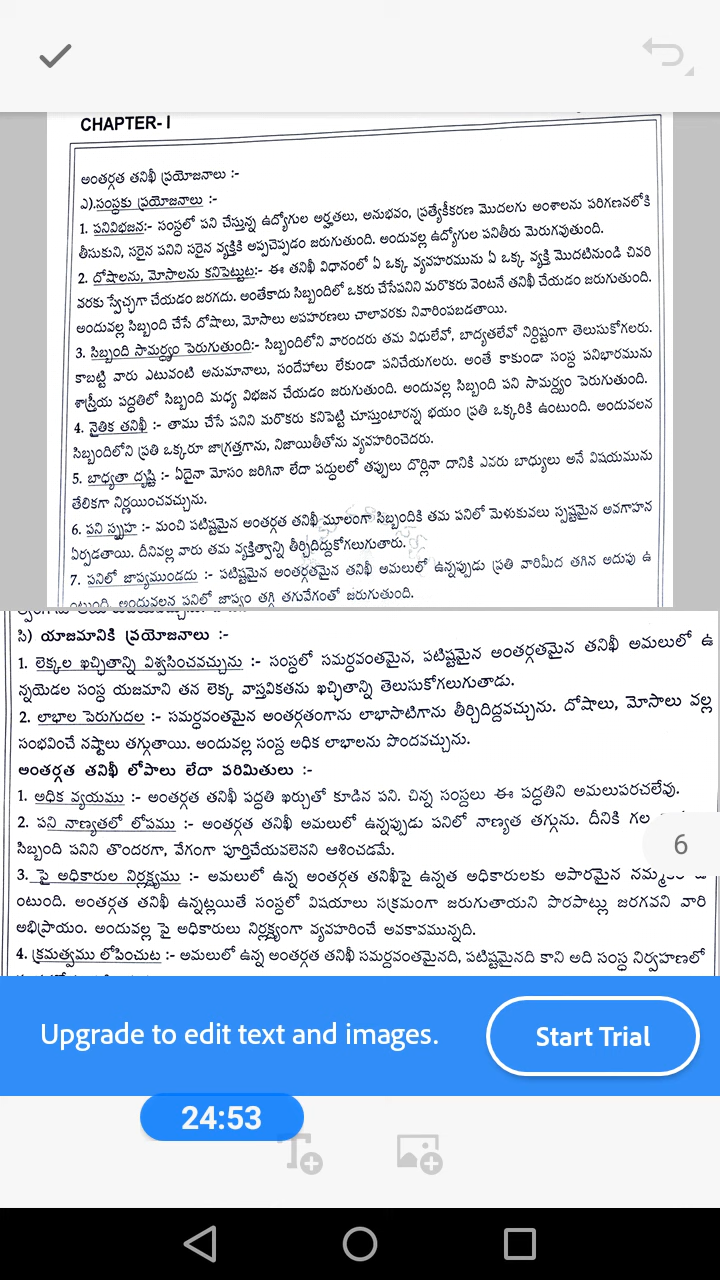 CHAPTER- I
అంతర్గత తనిఖీ ప్రయోజనాలు :-
ఎ).సంస్థకు ప్రయోజనాలు :-
1. పనివిభజన:- సంస్థలో పని చేస్తున్న ఉద్యోగుల అర్హతలు, అనుభవం, ప్రత్యేకీకరణ మొదలగు అంశాలను పరిగణనలోకి
తీసుకుని, సరైన పనిని సరైన వ్యక్తికి అప్పచెప్పడం జరుగుతుంది. అందువల్ల ఉద్యోగుల పనితీరు మెరుగవుతుంది.
2. దోషాలను, మోసాలను కనిపెట్టుట:- ఈ తనిఖీ విధానంలో ఏ ఒక్క వ్యవహారమును ఏ ఒక్క వ్యక్తి మొదటినుండి చివరి
వరకు స్వేచ్ఛగా చేయడం జరగదు. అంతేకాదు సిబ్బందిలో ఒకరు చేసేపనిని మరొకరు వెంటనే తనిఖీ చేయడం జరుగుతుంది.
అందువల్ల సిబ్బంది చేసే దోషాలు, మోసాలు అపహరణలు చాలావరకు నివారింపబడతాయి.
3. సిబ్బంది సామర్థ్యం పెరుగుతుంది:- సిబ్బందిలోని వారందరు తమ విధులేవో, బాద్యతలేవో నిర్ధిష్టంగా తెలుసుకోగలరు.
కాబట్టి వారు ఎటువంటి అనుమానాలు, సందేహాలు లేకుండా పనిచేయగలరు. అంతే కాకుండా సంస్థ పనిభారమును
శాస్త్రీయ పద్ధతిలో సిబ్బంది మధ్య విభజన చేయడం జరుగుతుంది. అందువల్ల సిబ్బంది పని సామర్థ్యం పెరుగుతుంది.
4. నైతిక తనిఖీ :- తాము చేసే పనిని మరొకరు కనిపెట్టి చూస్తుంటారన్న భయం ప్రతి ఒక్కరికి ఉంటుంది. అందువలన
సిబ్బందిలోని ప్రతి ఒక్కరూ జాగ్రత్తగాను, నిజాయితీతోను వ్యవహరించెదరు.
5. బాధ్యతా దృష్టి :- ఏదైనా మోసం జరిగినా లేదా పద్దులలో తప్పులు దొర్లినా దానికి ఎవరు బాధ్యులు అనే విషయమును
తేలికగా నిర్ణయించవచ్చును.
6. పని స్పృహ :- మంచి పటిష్టమైన అంతర్గత తనిఖీ మూలంగా సిబ్బందికి తమ పనిలో మెళుకువలు స్పష్టమైన అవగాహన
ఏర్పడతాయి. దీనివల్ల వారు తమ వ్యక్తిత్వాన్ని తీర్చిదిద్దుకోగలుగుతారు.
7. పనిలో జాప్యముండదు :- పటిష్టమైన అంతర్గతమైన తనిఖీ అమలులో ఉన్నప్పుడు ప్రతి వారిమీద తగిన అదుపు ఉ
ంటుంది. అందువలన పనిలో జాప్యం తగ్గి తగువేగంతో జరుగుతుంది.
సి) యాజమానికి ప్రయోజనాలు :-
1. లెక్కల ఖచ్చితాన్ని విశ్వసించవచ్చును :- సంస్థలో సమర్ధవంతమైన, పటిష్టమైన అంతర్గతమైన తనిఖీ అమలులో ఉ
న్నయెడల సంస్థ యజమాని తన లెక్క వాస్తవికతను ఖచ్చితాన్ని తెలుసుకోగలుగుతాడు.
2. లాభాల పెరుగుదల :- సమర్ధవంతమైన అంతర్గతంగాను లాభాసాటిగాను తీర్చిదిద్దవచ్చును. దోషాలు, మోసాలు వల్ల
సంభవించే నష్టాలు తగ్గుతాయి. అందువల్ల సంస్ద అధిక లాభాలను పొందవచ్చును.
అంతర్గత తనిఖీ లోపాలు లేదా పరిమితులు :-
1. అధిక వ్యయము :- అంతర్గత తనిఖీ పద్ధతి ఖర్చుతో కూడిన పని. చిన్న సంస్ధలు ఈ పద్ధతిని అమలుపరచలేవు.
2. పని నాణ్యతలో లోపము :- అంతర్గత తనిఖీ అమలులో ఉన్నప్పుడు పనిలో నాణ్యత తగ్గును. దీనికి గల
సిబ్బంది పనిని తొందరగా, వేగంగా పూర్తిచేయవలెనని ఆశించడమే.
6
3. పై అధికారుల నిర్లక్ష్యము :- అమలులో ఉన్న అంతర్గత తనిఖీపై ఉన్నత అధికారులకు అపారమైన
ంటుంది. అంతర్గత తనిఖీ ఉన్నట్లయితే సంస్ధలో విషయాలు సక్రమంగా జరుగుతాయని పొరపాట్లు జరగవని వారి
అభిప్రాయం. అందువల్ల పై అధికారులు నిర్లక్ష్యంగా వ్యవహరించే అవకావమున్నది.
4. క్రమత్వము లోపించుట :- అమలులో ఉన్న అంతర్గత తనిఖీ సమర్ధవంతమైనది, పటిష్టమైనది కాని అది సంస్ధ నిర్వహణలో
Upgrade to edit text and images.
Start Trial
24:53